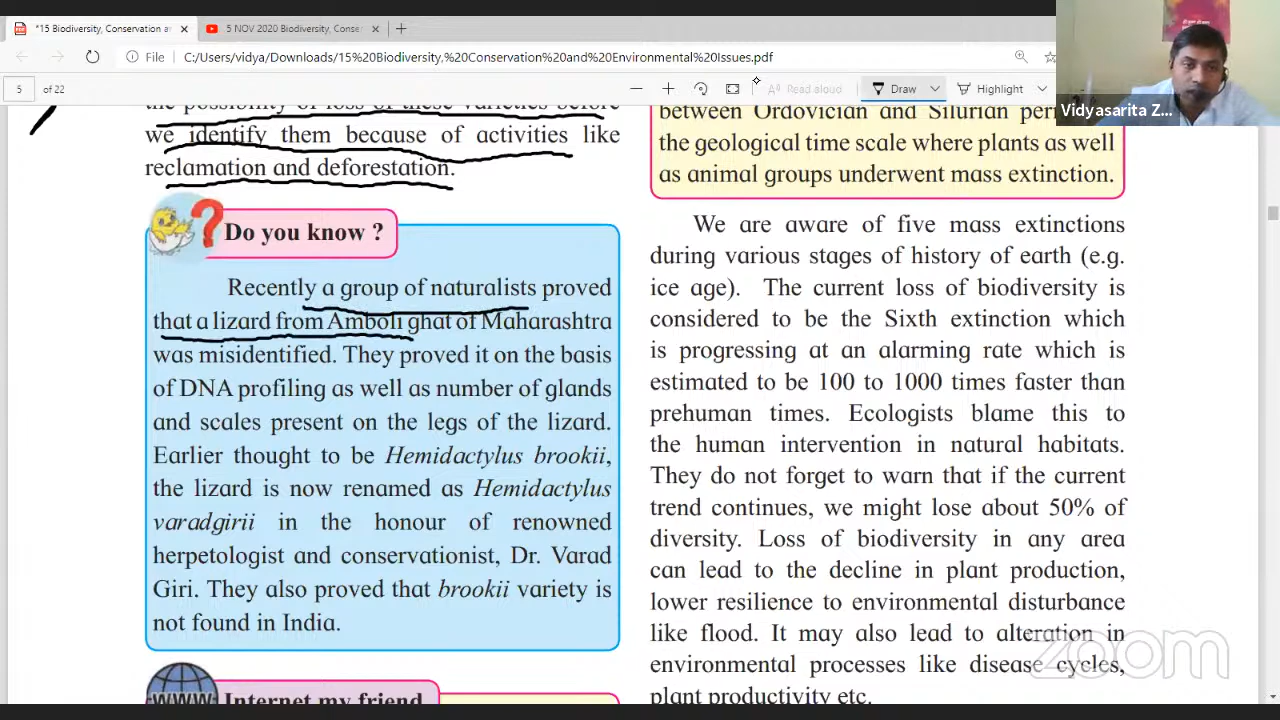 *15 Biodiversity, Conservation an
5 NOV 2020 Biodiversity, Conser
File
C:/Users/vidya/Downloads/15%20Biodiversity,%20Conservation%20and%20Environmental%20Issues.pdf
5 of 22
Read aloud
Draw
Highlight
Vidyasarita Z...
the possibility of loss of these varieties before
we identify them because of activities like
reclamation and deforestation.
Do you know ?
Recently a group of naturalists proved
that a lizard from Amboli ghat of Maharashtra
was misidentified. They proved it on the basis
of DNA profiling as well as number of glands
and scales present on the legs of the lizard.
Earlier thought to be Hemidactylus brookii,
the lizard is now renamed as Hemidactylus
varadgirii in the honour of renowned
herpetologist and conservationist, Dr. Varad
Giri. They also proved that brookii variety is
not found in India.
WWW
Internet my friend
between Ordovician and Silurian per
the geological time scale where plants as well
as animal groups underwent mass extinction.
We are aware of five mass extinctions
during various stages of history of earth (e.g.
ice age). The current loss of biodiversity is
considered to be the Sixth extinction which
is progressing at an alarming rate which is
estimated to be 100 to 1000 times faster than
prehuman times. Ecologists blame this to
the human intervention in natural habitats.
They do not forget to warn that if the current
trend continues, we might lose about 50% of
diversity. Loss of biodiversity in any area
can lead to the decline in plant production,
lower resilience to environmental disturbance
like flood. It may also lead to alteration in
environmental processes like disease cycles,
plant productivity etc.
zoom